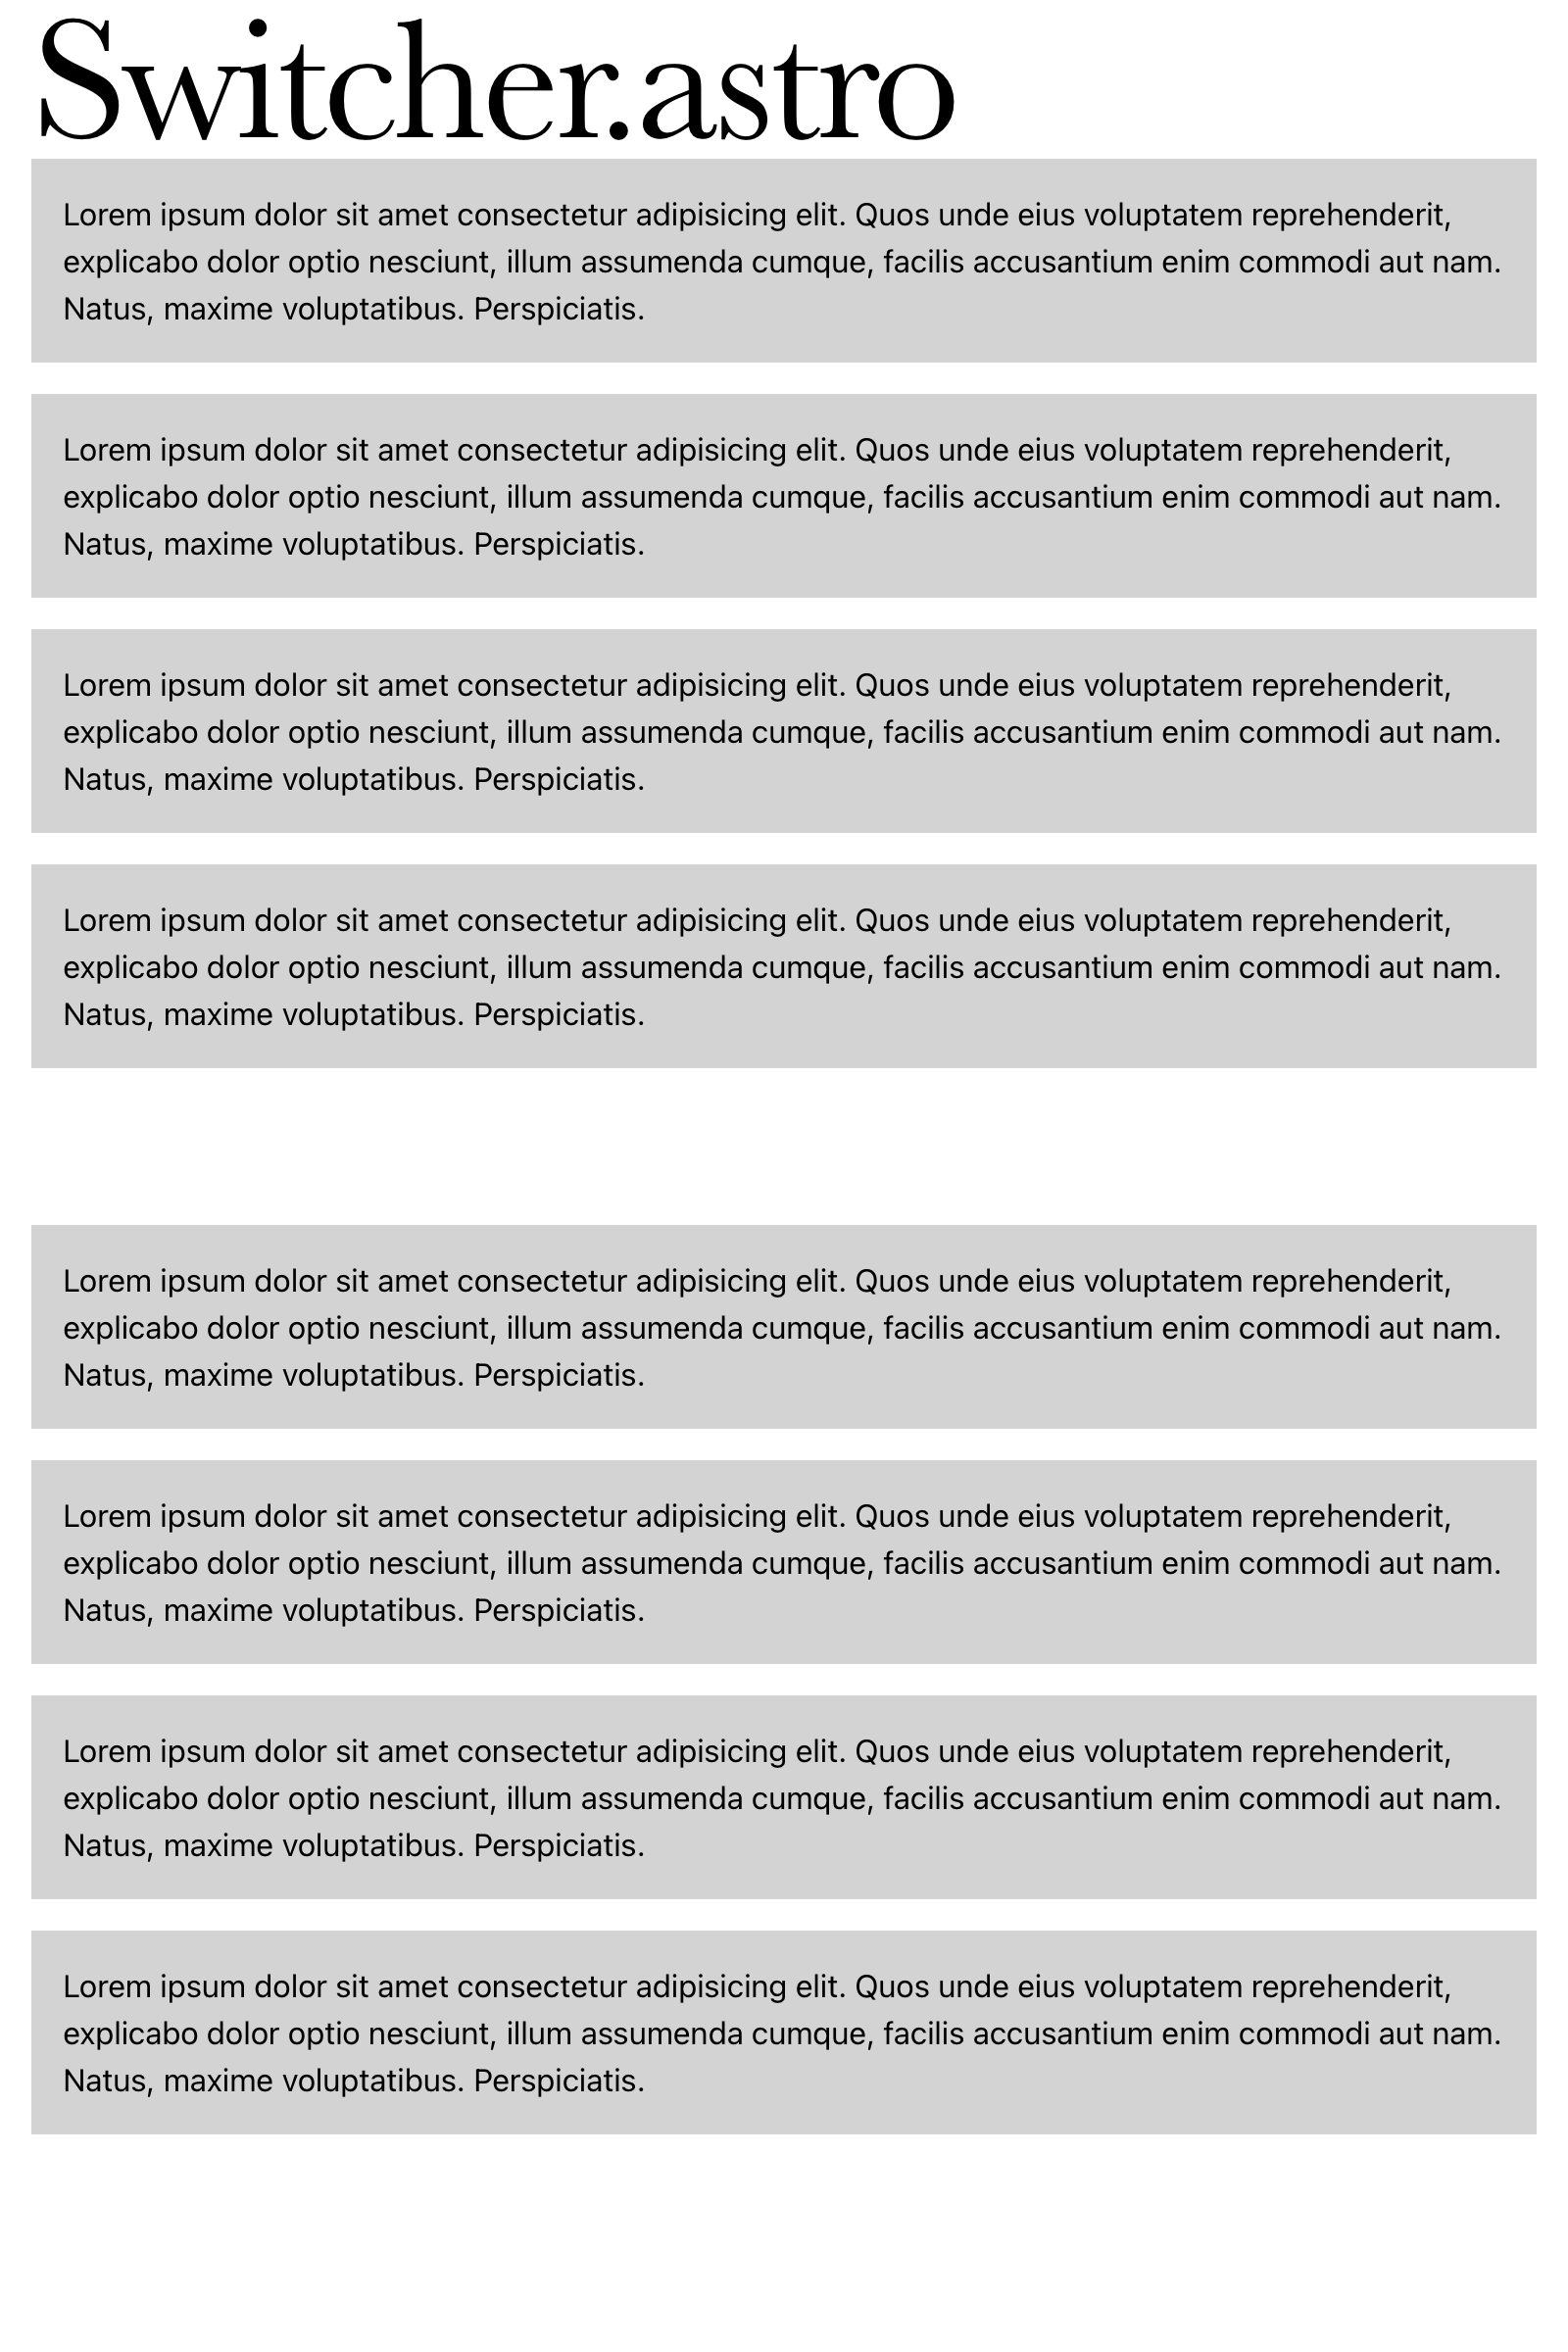 Switcher.astro
Lorem ipsum dolor sit amet consectetur adipisicing elit. Quos unde eius voluptatem reprehenderit,
explicabo dolor optio nesciunt, illum assumenda cumque, facilis accusantium enim commodi aut nam.
Natus, maxime voluptatibus. Perspiciatis.
Lorem ipsum dolor sit amet consectetur adipisicing elit. Quos unde eius voluptatem reprehenderit,
explicabo dolor optio nesciunt, illum assumenda cumque, facilis accusantium enim commodi aut nam.
Natus, maxime voluptatibus. Perspiciatis.
Lorem ipsum dolor sit amet consectetur adipisicing elit. Quos unde eius voluptatem reprehenderit,
explicabo dolor optio nesciunt, illum assumenda cumque, facilis accusantium enim commodi aut nam.
Natus, maxime voluptatibus. Perspiciatis.
Lorem ipsum dolor sit amet consectetur adipisicing elit. Quos unde eius voluptatem reprehenderit,
explicabo dolor optio nesciunt, illum assumenda cumque, facilis accusantium enim commodi aut nam.
Natus, maxime voluptatibus. Perspiciatis.
Lorem ipsum dolor sit amet consectetur adipisicing elit. Quos unde eius voluptatem reprehenderit,
explicabo dolor optio nesciunt, illum assumenda cumque, facilis accusantium enim commodi aut nam.
Natus, maxime voluptatibus. Perspiciatis.
Lorem ipsum dolor sit amet consectetur adipisicing elit. Quos unde eius voluptatem reprehenderit,
explicabo dolor optio nesciunt, illum assumenda cumque, facilis accusantium enim commodi aut nam.
Natus, maxime voluptatibus. Perspiciatis.
Lorem ipsum dolor sit amet consectetur adipisicing elit. Quos unde eius voluptatem reprehenderit,
explicabo dolor optio nesciunt, illum assumenda cumque, facilis accusantium enim commodi aut nam.
Natus, maxime voluptatibus. Perspiciatis.
Lorem ipsum dolor sit amet consectetur adipisicing elit. Quos unde eius voluptatem reprehenderit,
explicabo dolor optio nesciunt, illum assumenda cumque, facilis accusantium enim commodi aut nam.
Natus, maxime voluptatibus. Perspiciatis.